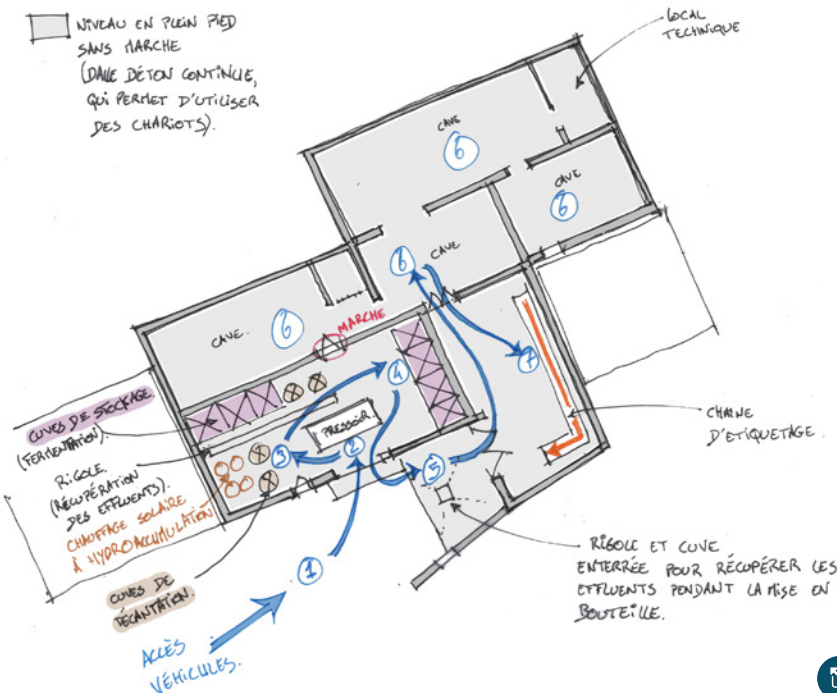 NIVEAU EN PLEIN PIED
SANS MARCHE
(DALLE BÉTON CONTINUE,
QUI PERMET D'UTILISER
DES CHARIOTS).
LOCAL
TECHNIQUE
CAVE
6
CAVE
6
CAVE
6
CAVE.
6
MARCHE
7
4
PRESSOIR.
3
2
5
1
CUVES DE STOCKAGE.
(FERMENTATION).
RIGOLE.
(RÉCUPÉRATION
DES EFFLUENTS).
CHAUFFAGE SOLAIRE
À HYDROACCUMULATION
CUVES DE
DÉCANTATION.
ACCÈS
VÉHICULES.
CHAINE
D'ETIQUETAGE.
RIGOLE ET CUVE
ENTERRÉE POUR RÉCUPÉRER LES
EFFLUENTS PENDANT LA MISE EN
BOUTEILLE.